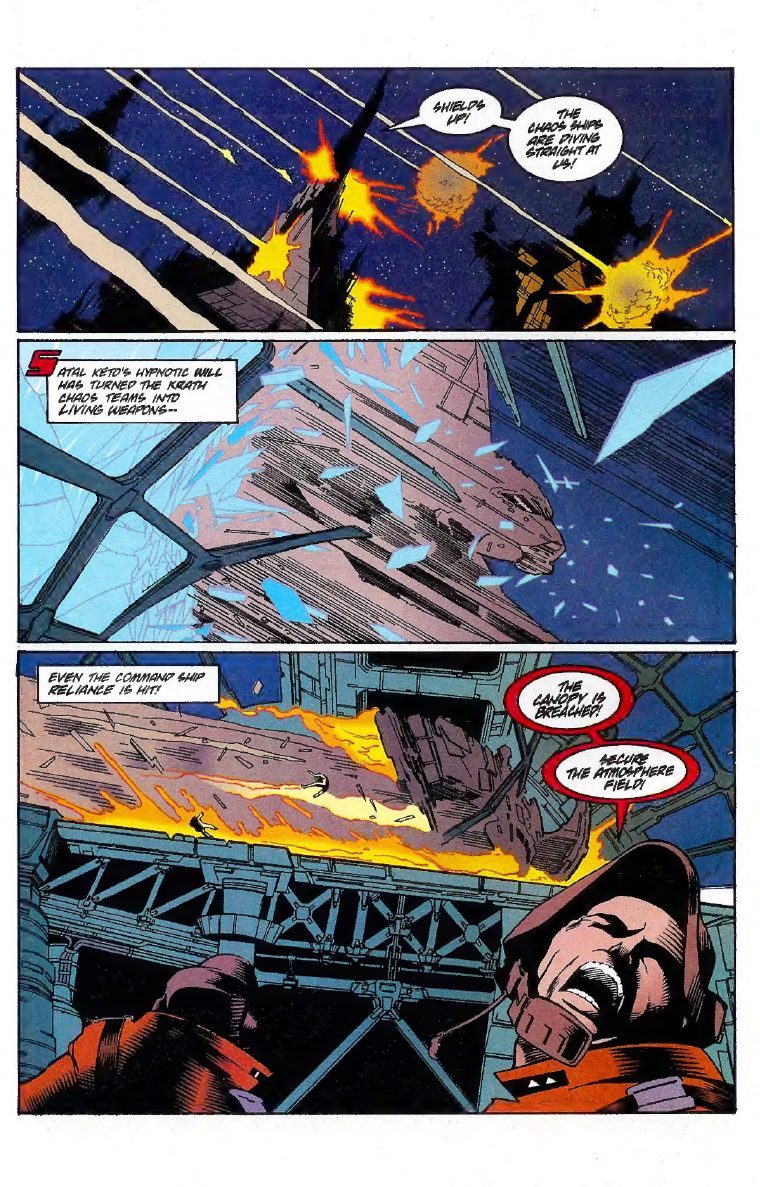 SHIELDS
UP!
THE
CHAOS SHIPS
ARE DIVING
STRAIGHT AT
US!
SATAL KETO'S HYPNOTIC WILL
HAS TURNED THE KRATH
CHAOS TEAMS INTO
LIVING WEAPONS--
EVEN THE COMMAND SHIP
RELIANCE IS HIT!
THE
CANOPY IS
BREACHED!
SECURE
THE ATMOSPHERE
FIELD!